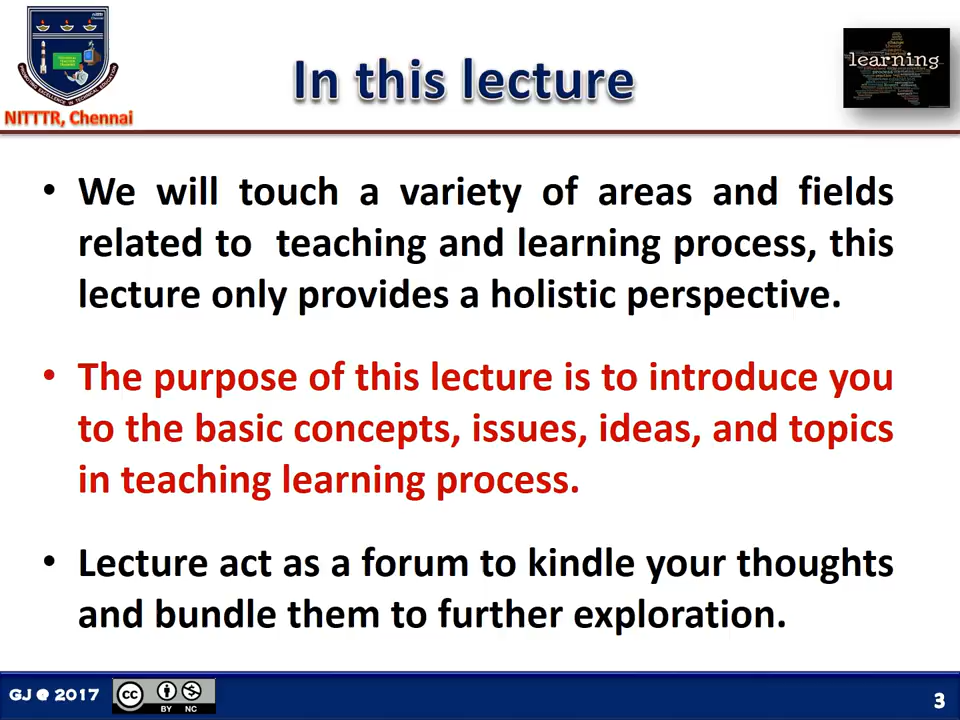 In this lecture
learning
NITTTR, Chennai
• We will touch a variety of areas and fields
related to teaching and learning process, this
lecture only provides a holistic perspective.
• The purpose of this lecture is to introduce you
to the basic concepts, issues, ideas, and topics
in teaching learning process.
• Lecture act as a forum to kindle your thoughts
and bundle them to further exploration.
GJ @ 2017
cc
BY NC
3